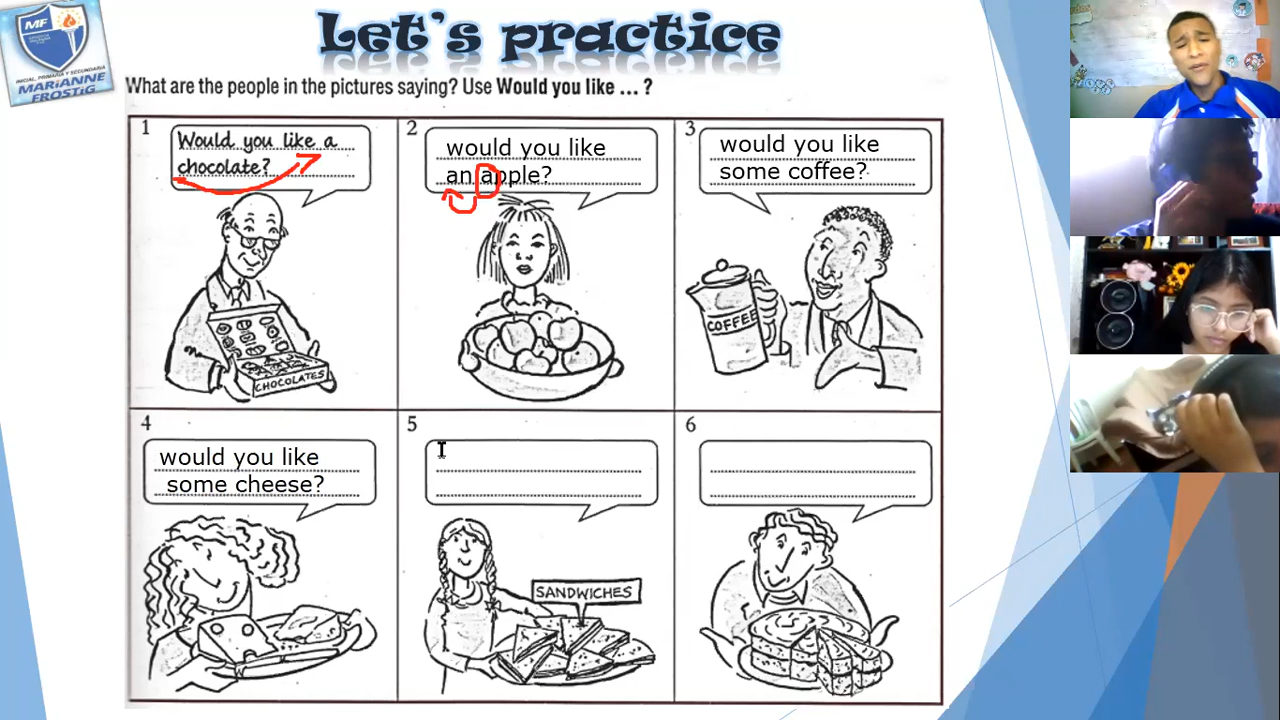 MF
INICIAL, PRIMARIA Y SECUNDARIA
MARiANNE
FROSTiG
Let's practice
What are the people in the pictures saying? Use Would you like ... ?
1
Would you like a
chocolate?
CHOCOLATES
2
would you like
an apple?
3
would you like
some coffee?
COFFEE
4
would you like
some cheese?
5
SANDWICHES
6